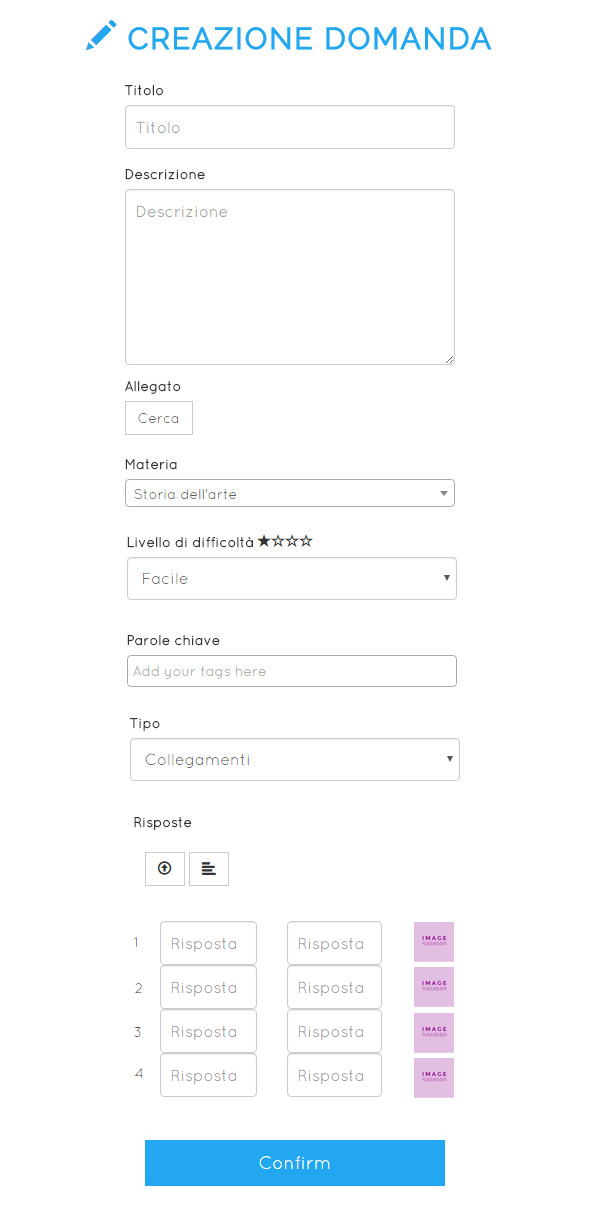 CREAZIONE DOMANDA
Titolo
Titolo
Descrizione
Descrizione
Allegato
Cerca
Materia
Storia dell'arte
Livello di difficoltà ★☆☆☆
Facile
Parole chiave
Add your tags here
Tipo
Collegamenti
Risposte
1 Risposta Risposta IMAGE PLACEHOLDER
2 Risposta Risposta IMAGE PLACEHOLDER
3 Risposta Risposta IMAGE PLACEHOLDER
4 Risposta Risposta IMAGE PLACEHOLDER
Confirm